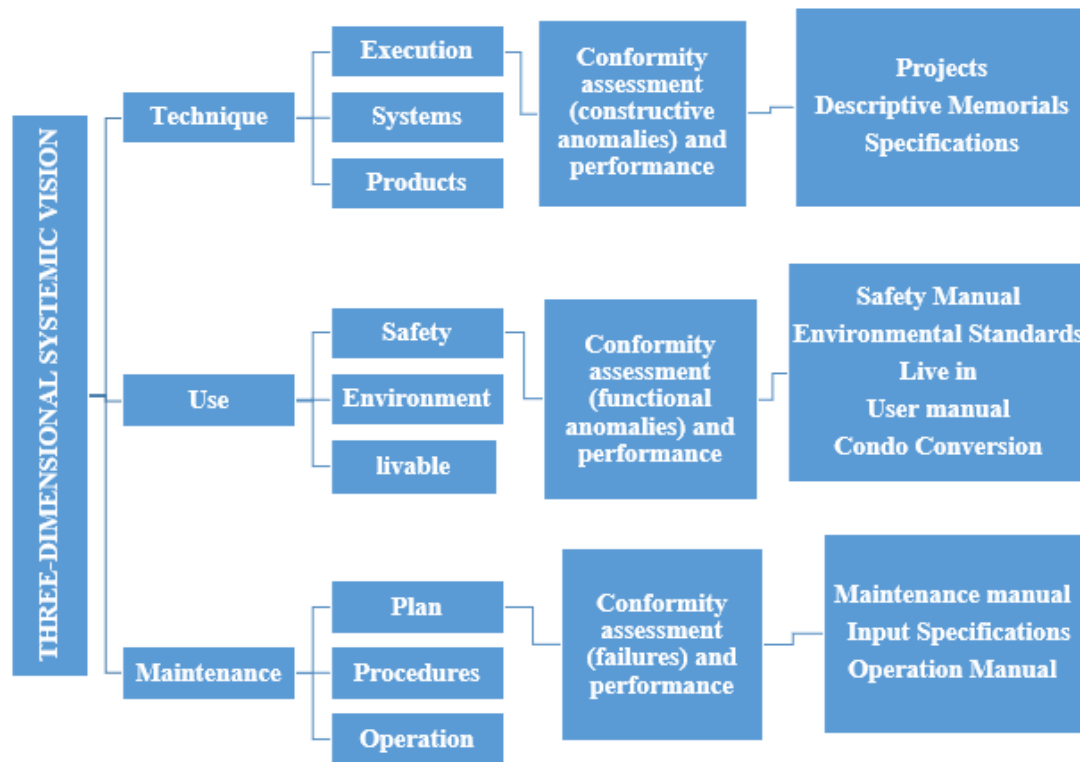 THREE-DIMENSIONAL SYSTEMIC VISION
Technique
Execution
Systems
Products
Conformity
assessment
(constructive
anomalies) and
performance
Projects
Descriptive Memorials
Specifications
Use
Safety
Environment
livable
Conformity
assessment
(functional
anomalies) and
performance
Safety Manual
Environmental Standards
Live in
User manual
Condo Conversion
Maintenance
Plan
Procedures
Operation
Conformity
assessment
(failures) and
performance
Maintenance manual
Input Specifications
Operation Manual